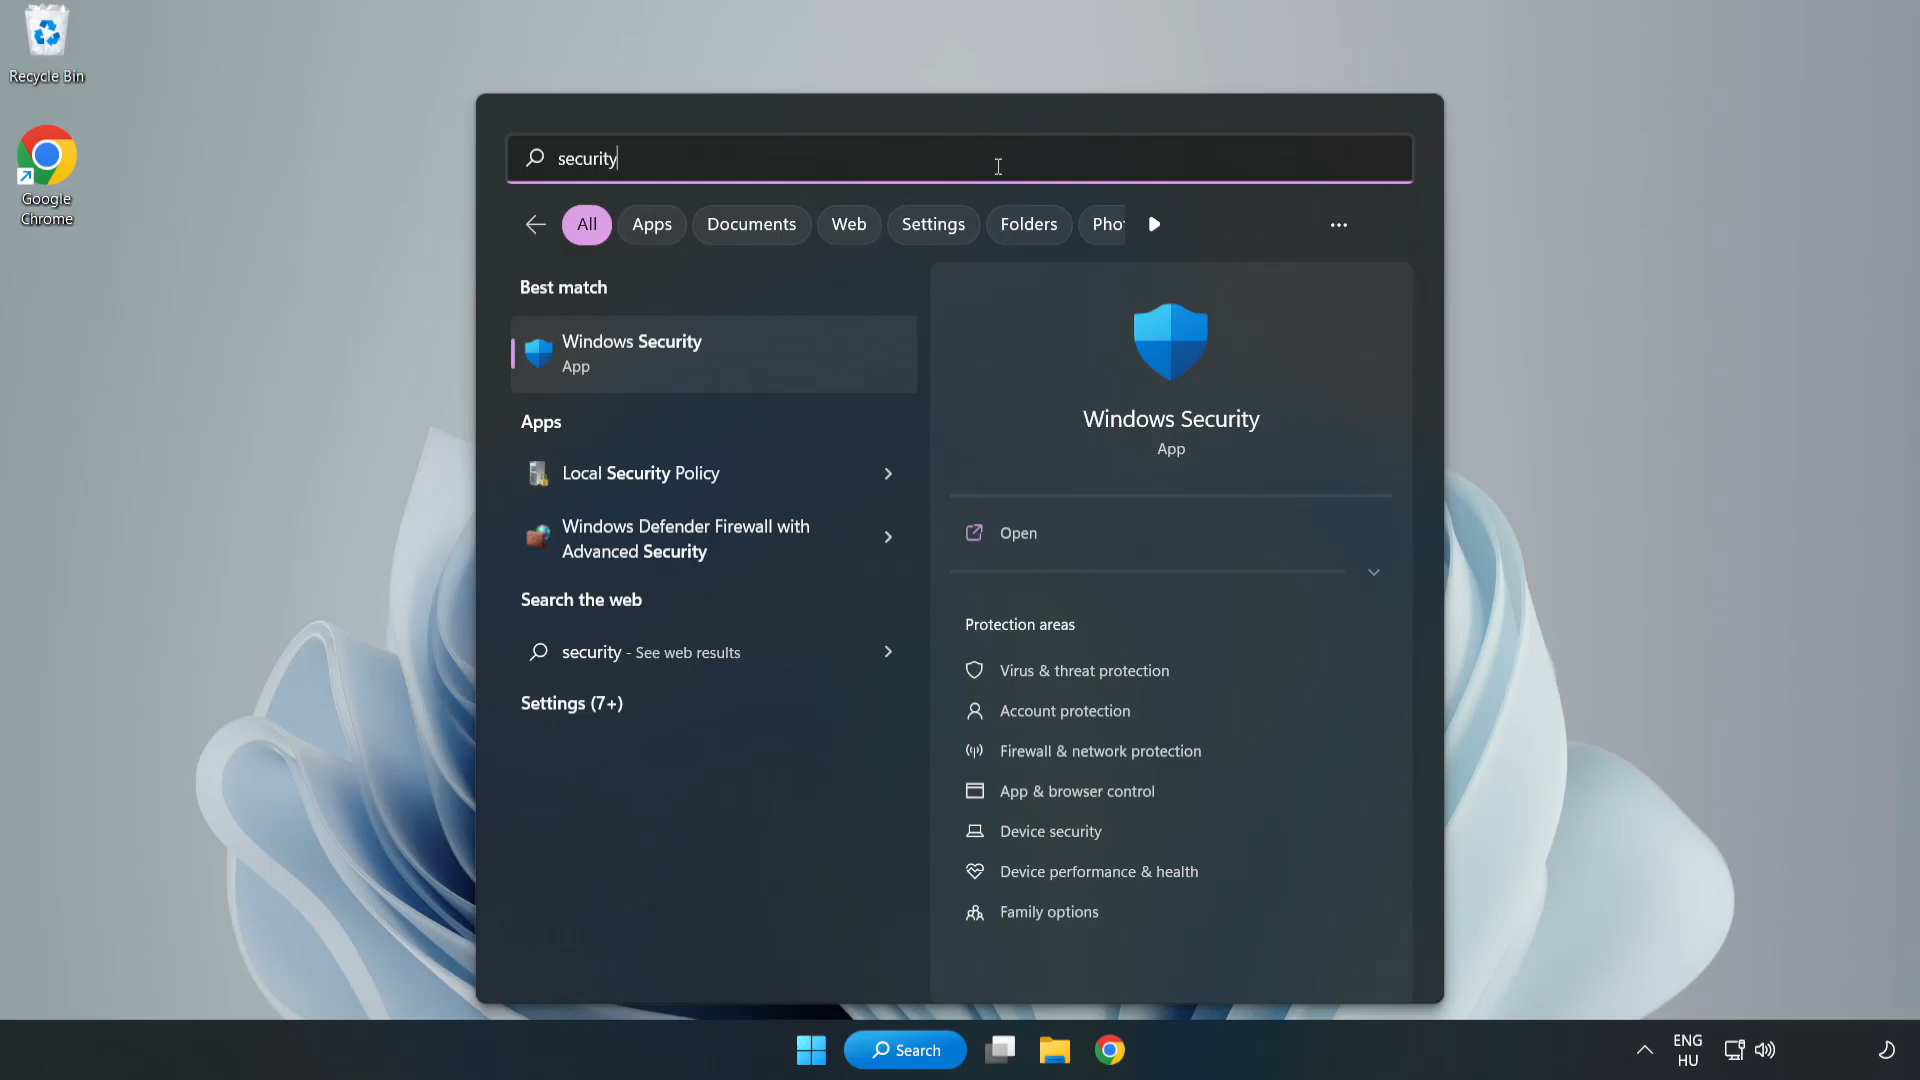 Recycle Bin
Google
Chrome
security
All
Apps
Documents
Web
Settings
Folders
Best match
Windows Security
App
Apps
Local Security Policy
Windows Defender Firewall with
Advanced Security
Search the web
security - See web results
Settings (7+)
Windows Security
App
Open
Protection areas
Virus & threat protection
Account protection
Firewall & network protection
App & browser control
Device security
Device performance & health
Family options
Search
ENG
HU